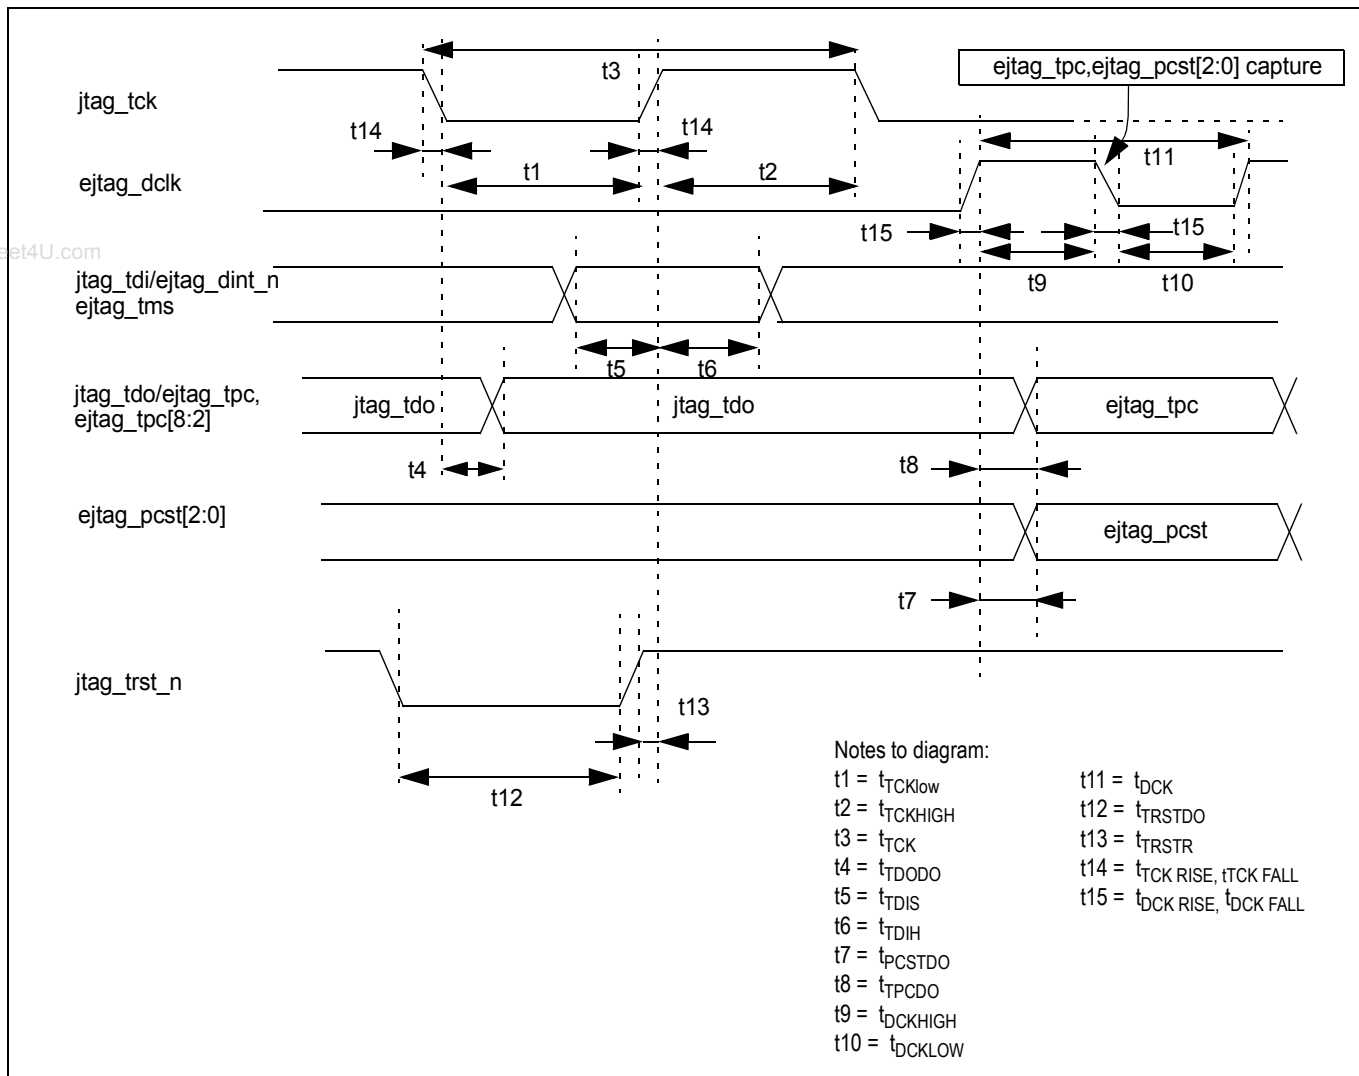 t3
ejtag_tpc,ejtag_pcst[2:0] capture
jtag_tck
t14
t14
t11
t1
t2
ejtag_dclk
t15
t15
eet4U.com
jtag_tdi/ejtag_dint_n
ejtag_tms
t9
t10
t5
t6
jtag_tdo/ejtag_tpc,
ejtag_tpc[8:2]
jtag_tdo
jtag_tdo
ejtag_tpc
t4
t8
ejtag_pcst[2:0]
ejtag_pcst
t7
jtag_trst_n
t13
t12
Notes to diagram:
t1 = tTCKlow
t2 = tTCKHIGH
t3 = tTCK
t4 = tTDODO
t5 = tTDIS
t6 = tTDIH
t7 = tPCSTDO
t8 = tTPCDO
t9 = tDCKHIGH
t10 = tDCKLOW
t11 = tDCK
t12 = tTRSTDO
t13 = tTRSTR
t14 = tTCK RISE, tTCK FALL
t15 = tDCK RISE, tDCK FALL